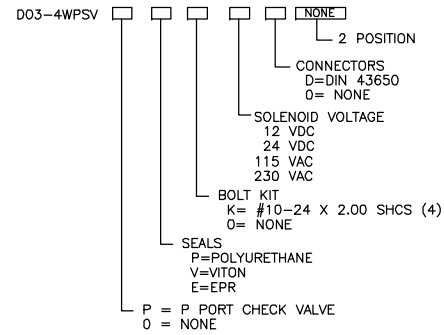 D03-4WPSV NONE
2 POSITION
CONNECTORS
D=DIN 43650
0= NONE
SOLENOID VOLTAGE
12 VDC
24 VDC
115 VAC
230 VAC
BOLT KIT
K= #10-24 X 2.00 SHCS (4)
0= NONE
SEALS
P=POLYURETHANE
V=VITON
E=EPR
P = P PORT CHECK VALVE
0 = NONE